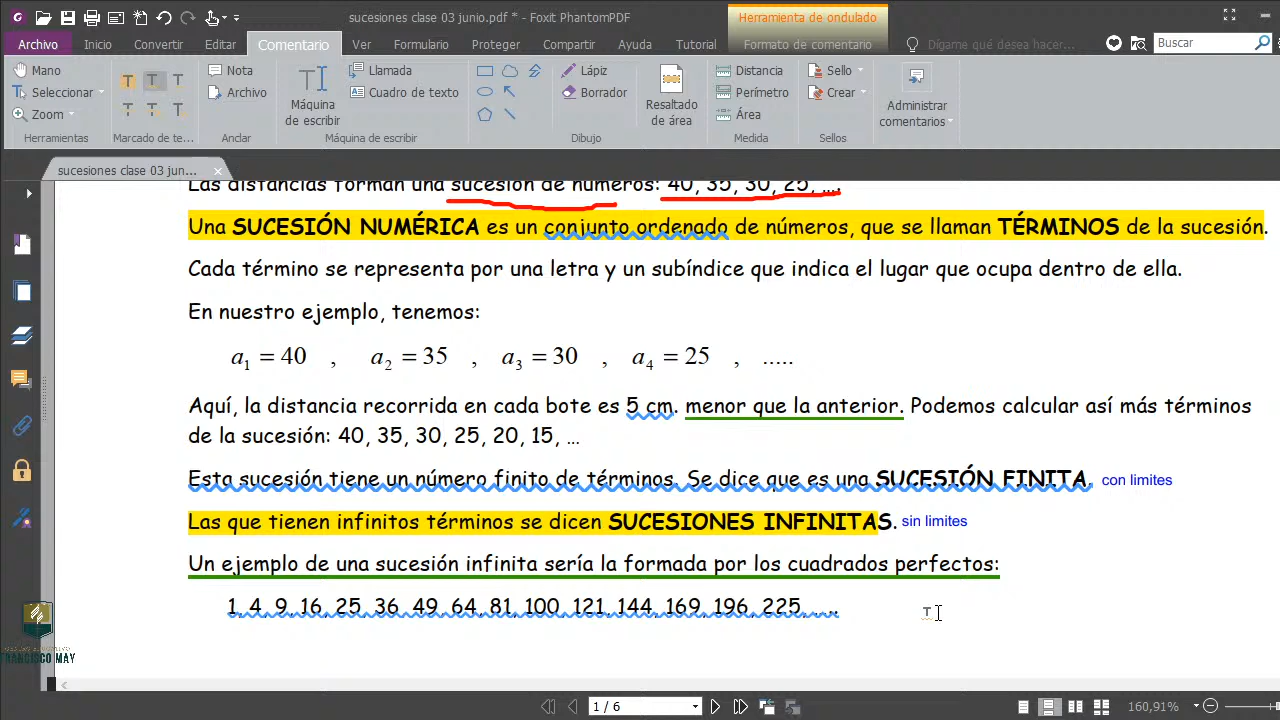 sucesiones clase 03 junio.pdf * - Foxit PhantomPDF
Herramienta de ondulado
Archivo Inicio Convertir Editar Comentario Ver Formulario Proteger Compartir Ayuda Tutorial Formato de comentario Dígame qué desea hacer... Buscar
Mano Nota Llamada Lápiz Distancia Sello
Seleccionar Archivo Cuadro de texto Borrador Perímetro Crear
Zoom Máquina de escribir Resaltado de área Área Administrar comentarios
Herramientas Marcado de te... Anclar Máquina de escribir Dibujo Medida Sellos
sucesiones clase 03 jun... ×
Las distancias forman una sucesión de números: 40, 35, 30, 25, ....
Una SUCESIÓN NUMÉRICA es un conjunto ordenado de números, que se llaman TÉRMINOS de la sucesión.
Cada término se representa por una letra y un subíndice que indica el lugar que ocupa dentro de ella.
En nuestro ejemplo, tenemos:
a₁ = 40 , a₂ = 35 , a₃ = 30 , a₄ = 25 , .....
Aquí, la distancia recorrida en cada bote es 5 cm. menor que la anterior. Podemos calcular así más términos
de la sucesión: 40, 35, 30, 25, 20, 15, ...
Esta sucesión tiene un número finito de términos. Se dice que es una SUCESIÓN FINITA. con limites
Las que tienen infinitos términos se dicen SUCESIONES INFINITAS. sin limites
Un ejemplo de una sucesión infinita sería la formada por los cuadrados perfectos:
1, 4, 9, 16, 25, 36, 49, 64, 81, 100, 121, 144, 169, 196, 225, .....
FRANCISCO MAY
1 / 6 160,91%